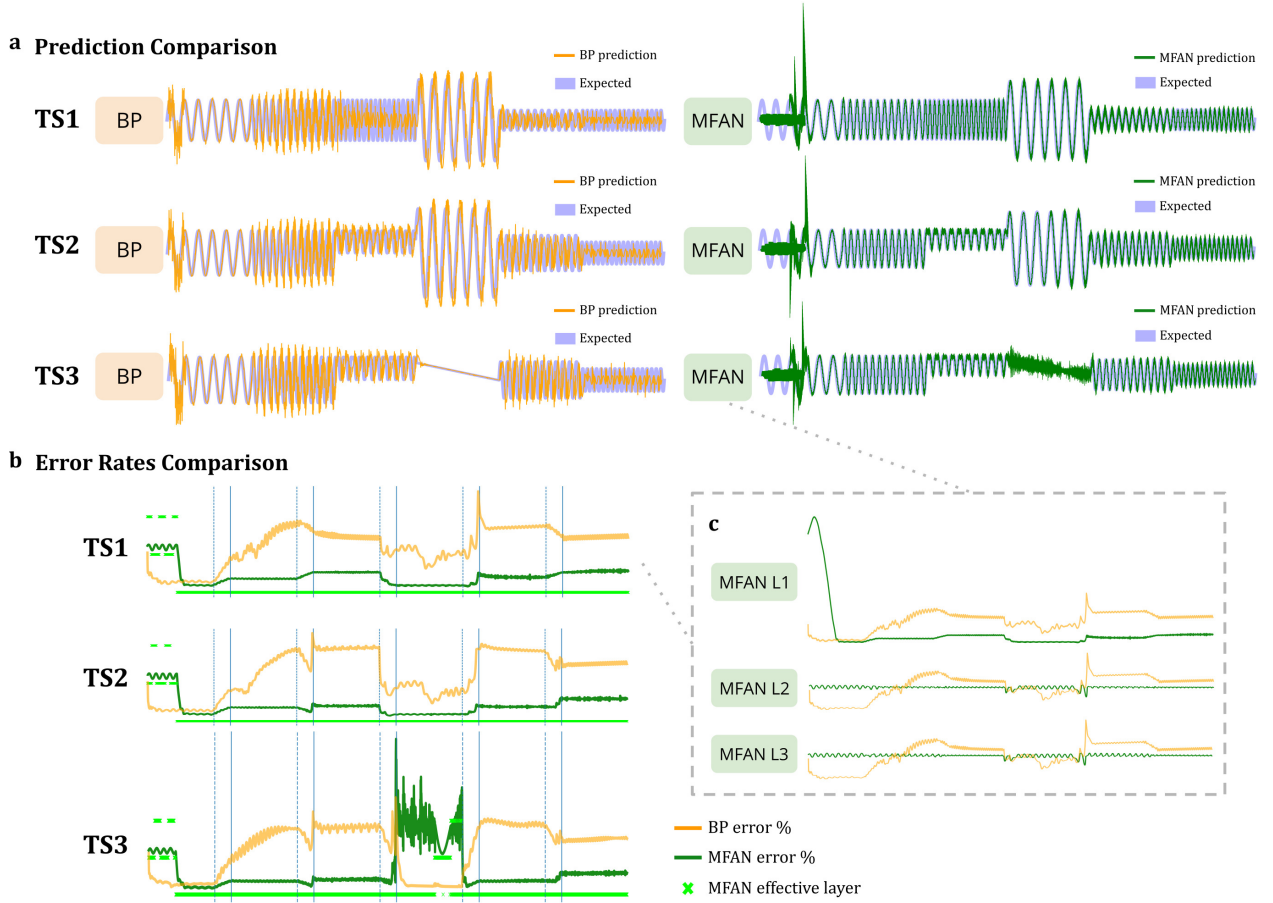 a Prediction Comparison
BP prediction
Expected
MFAN prediction
Expected
TS1
BP
MFAN
BP prediction
Expected
MFAN prediction
Expected
TS2
BP
MFAN
BP prediction
Expected
MFAN prediction
Expected
TS3
BP
MFAN
b Error Rates Comparison
TS1
TS2
TS3
c
MFAN L1
MFAN L2
MFAN L3
BP error %
MFAN error %
MFAN effective layer